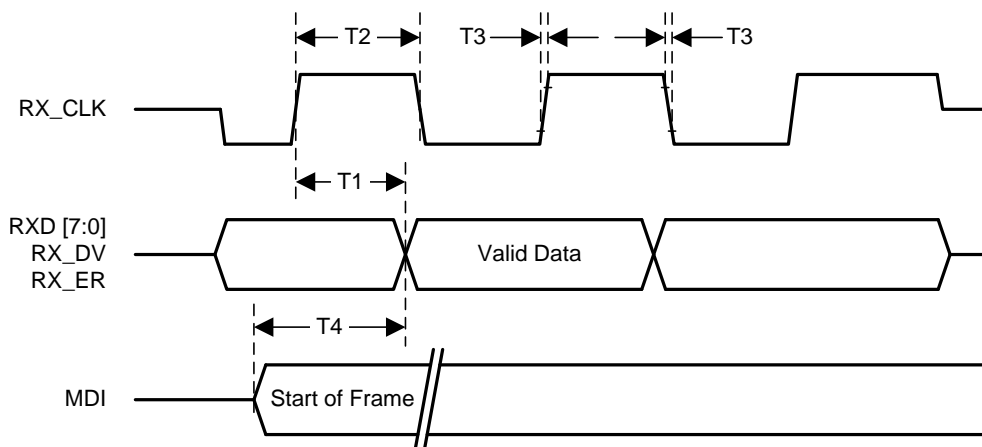 T2
T3
T3
RX_CLK
T1
RXD [7:0]
RX_DV
RX_ER
Valid Data
T4
MDI
Start of Frame